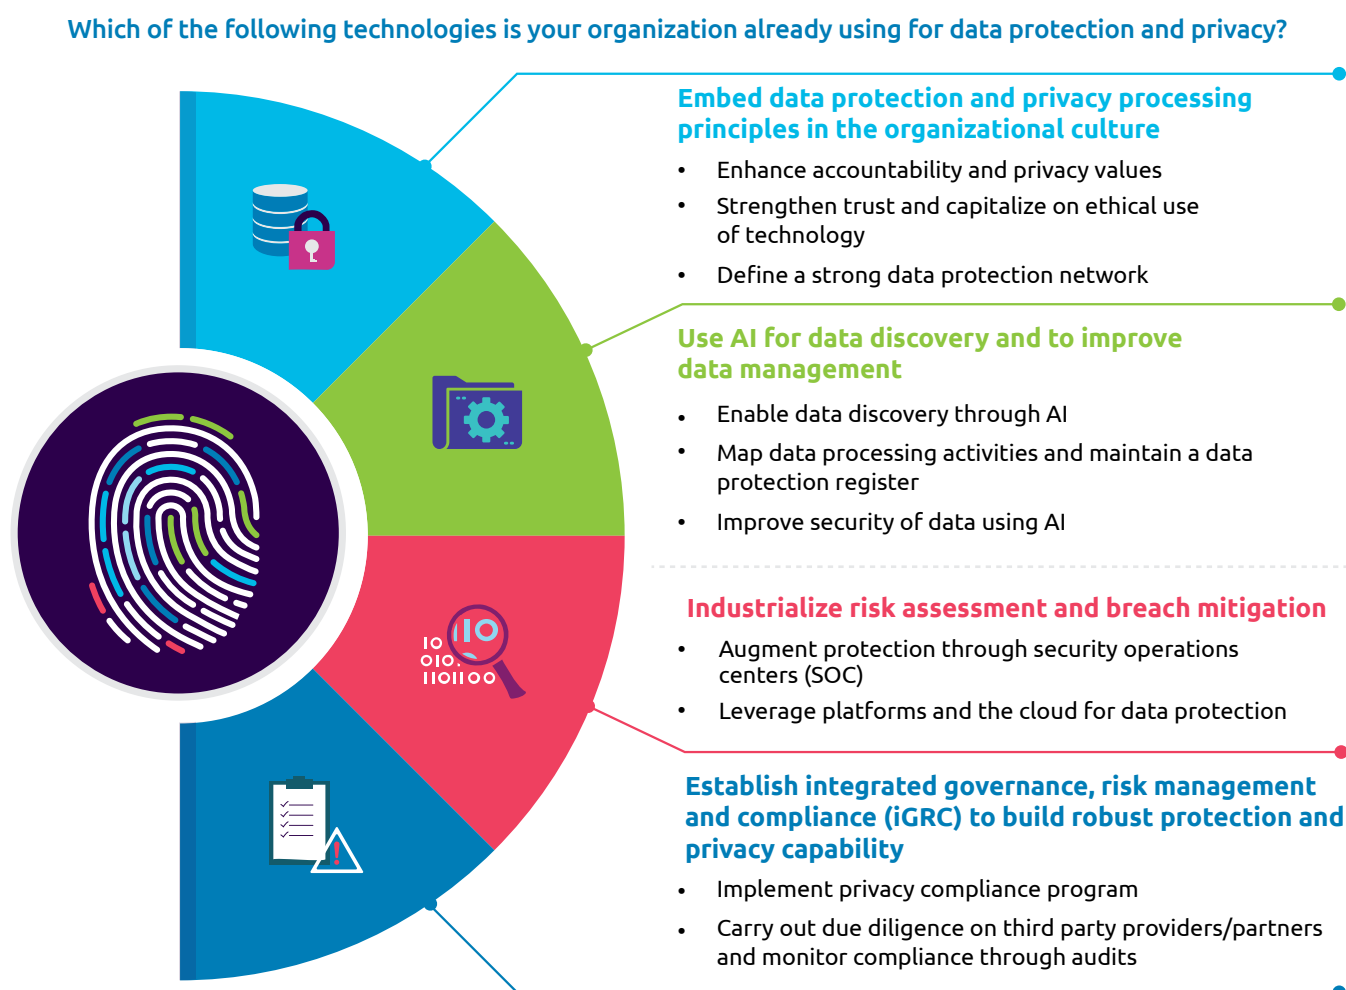 Which of the following technologies is your organization already using for data protection and privacy?
Embed data protection and privacy processing
principles in the organizational culture
• Enhance accountability and privacy values
• Strengthen trust and capitalize on ethical use
of technology
• Define a strong data protection network
Use AI for data discovery and to improve
data management
• Enable data discovery through AI
• Map data processing activities and maintain a data
protection register
• Improve security of data using AI
Industrialize risk assessment and breach mitigation
• Augment protection through security operations
centers (SOC)
• Leverage platforms and the cloud for data protection
IO
IIO
OIO.
IIOIIOO
Establish integrated governance, risk management
and compliance (iGRC) to build robust protection and
privacy capability
• Implement privacy compliance program
• Carry out due diligence on third party providers/partners
and monitor compliance through audits
!